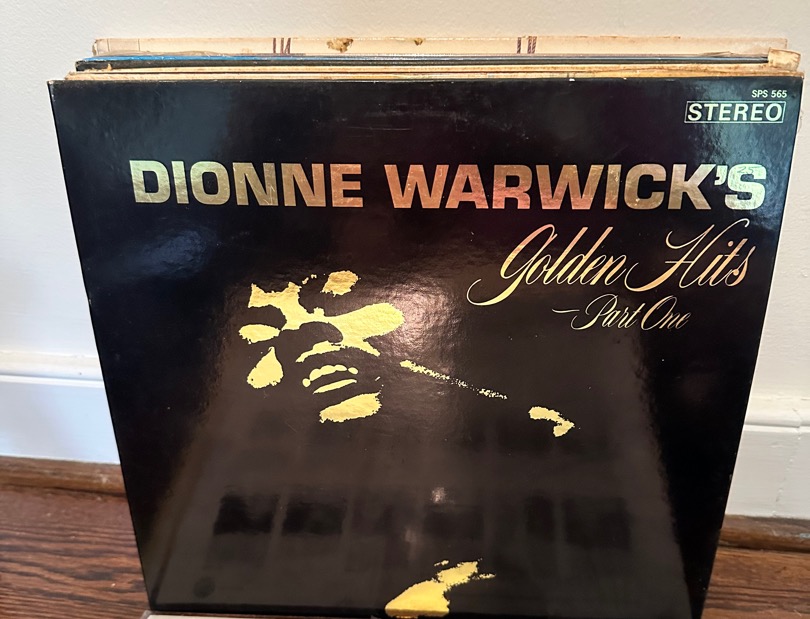 SPS 565
STEREO
DIONNE WARWICK'S
Golden Hits
—Part One